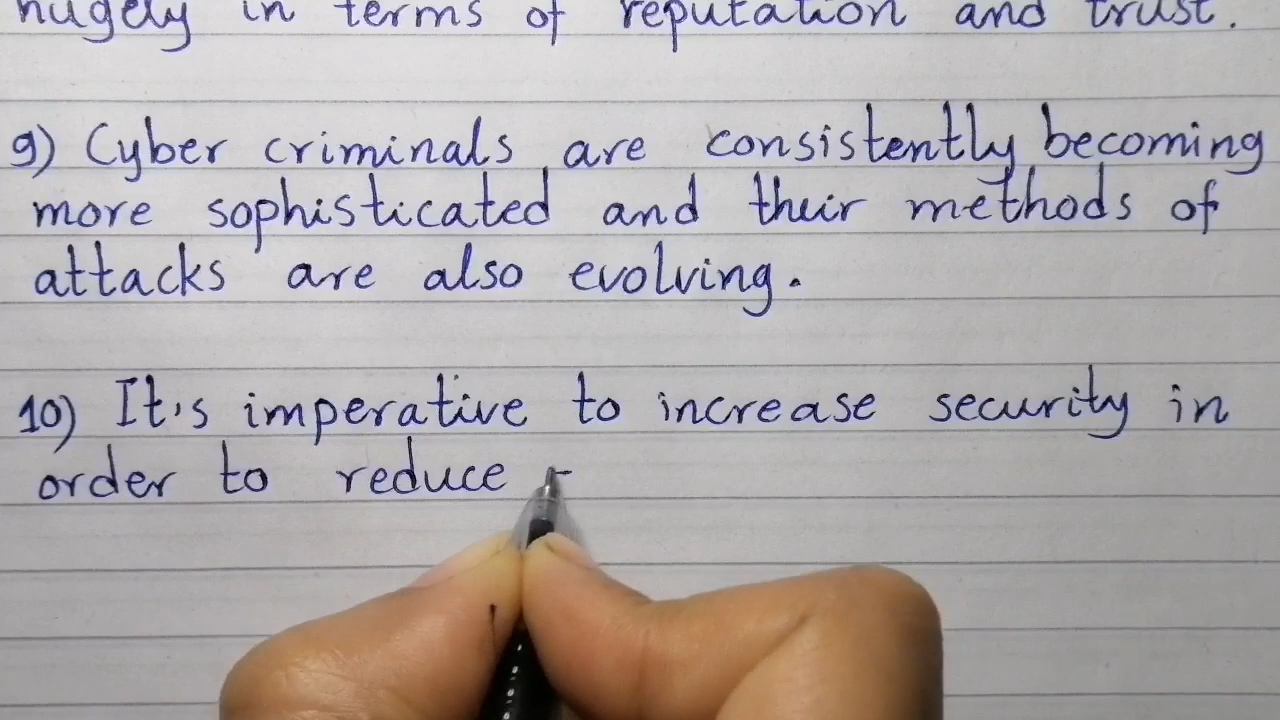 hugely in terms of reputation and trust.
9) Cyber criminals are consistently becoming
more sophisticated and their methods of
attacks are also evolving.
10) It's imperative to increase security in
order to reduce